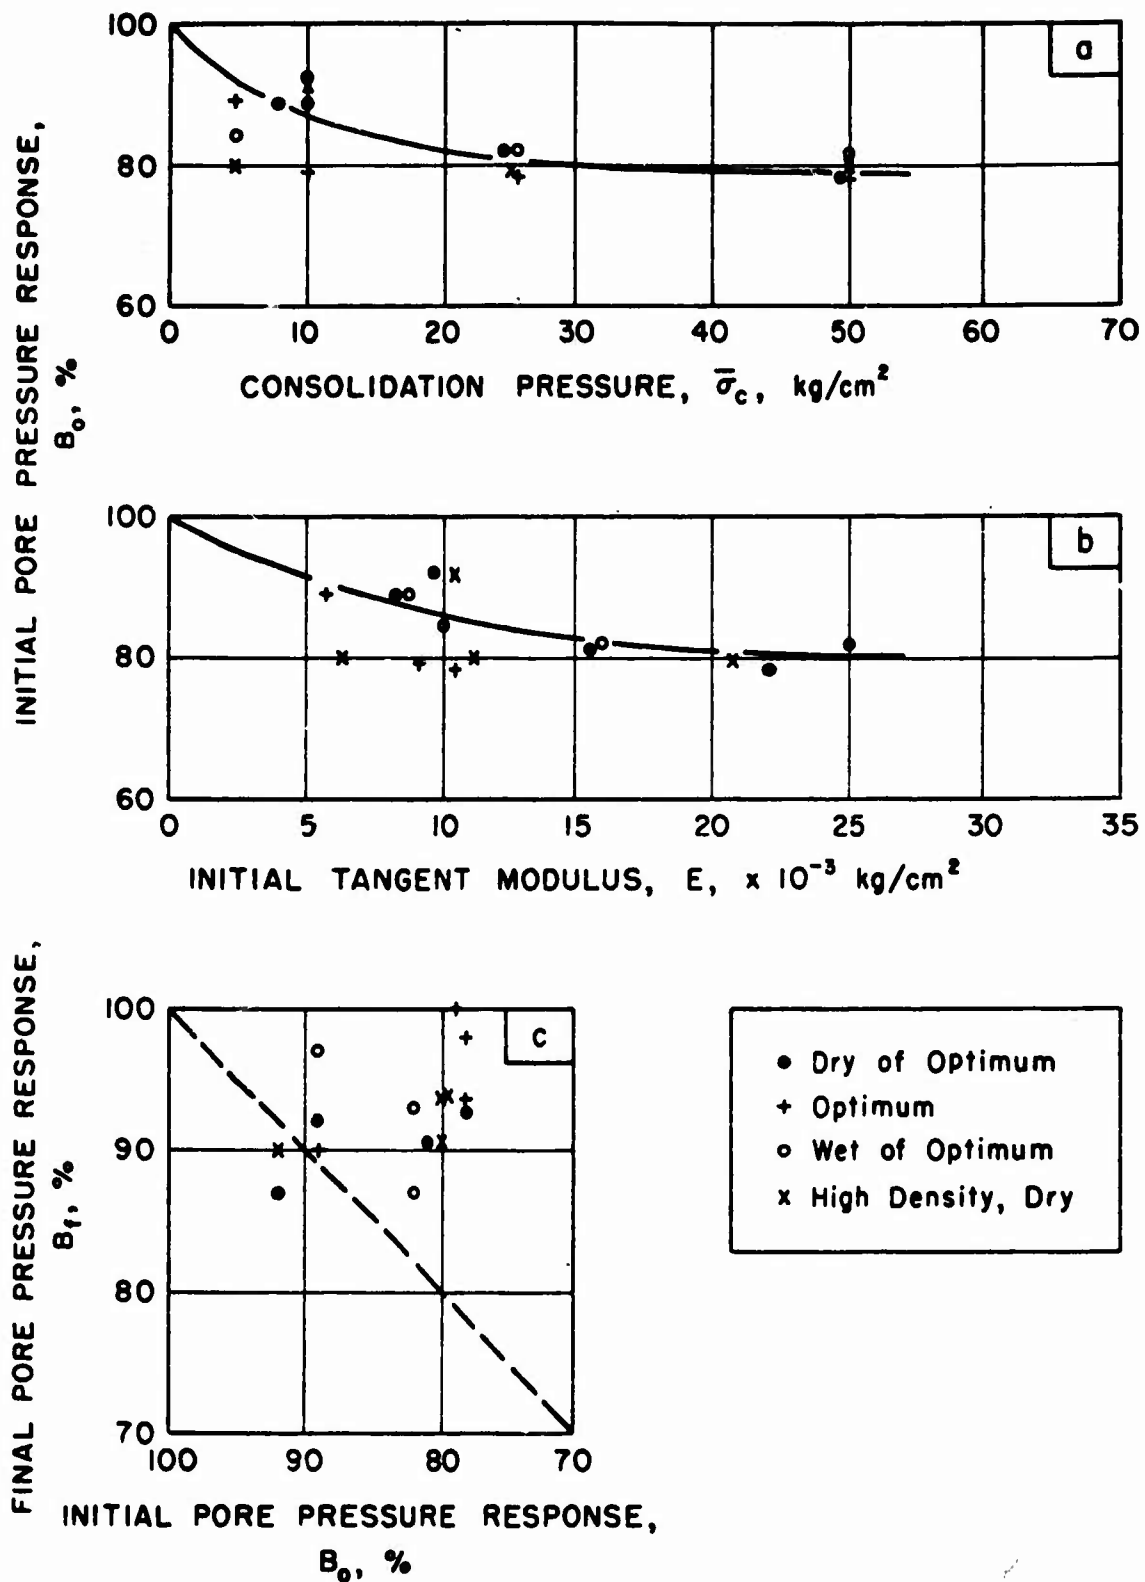 INITIAL PORE PRESSURE RESPONSE,
B₀, %
100
80
60
a
0 10 20 30 40 50 60 70
CONSOLIDATION PRESSURE, σ̅c, kg/cm²
100
80
60
b
0 5 10 15 20 25 30 35
INITIAL TANGENT MODULUS, E, x 10⁻³ kg/cm²
FINAL PORE PRESSURE RESPONSE,
Bf, %
100
90
80
70
c
100 90 80 70
INITIAL PORE PRESSURE RESPONSE,
B₀, %
● Dry of Optimum
+ Optimum
o Wet of Optimum
x High Density, Dry